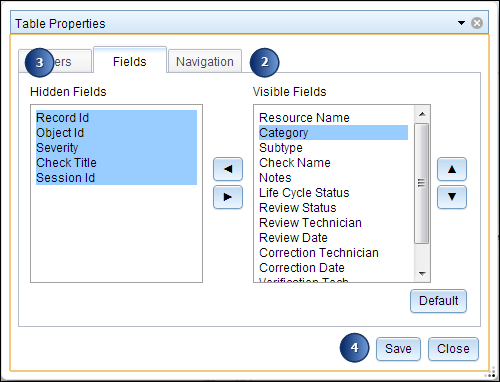 Table Properties
3 ers Fields Navigation 2
Hidden Fields Visible Fields
Record Id
Object Id
Severity
Check Title
Session Id
Resource Name
Category
Subtype
Check Name
Notes
Life Cycle Status
Review Status
Review Technician
Review Date
Correction Technician
Correction Date
Verification Tech
Default
4 Save Close